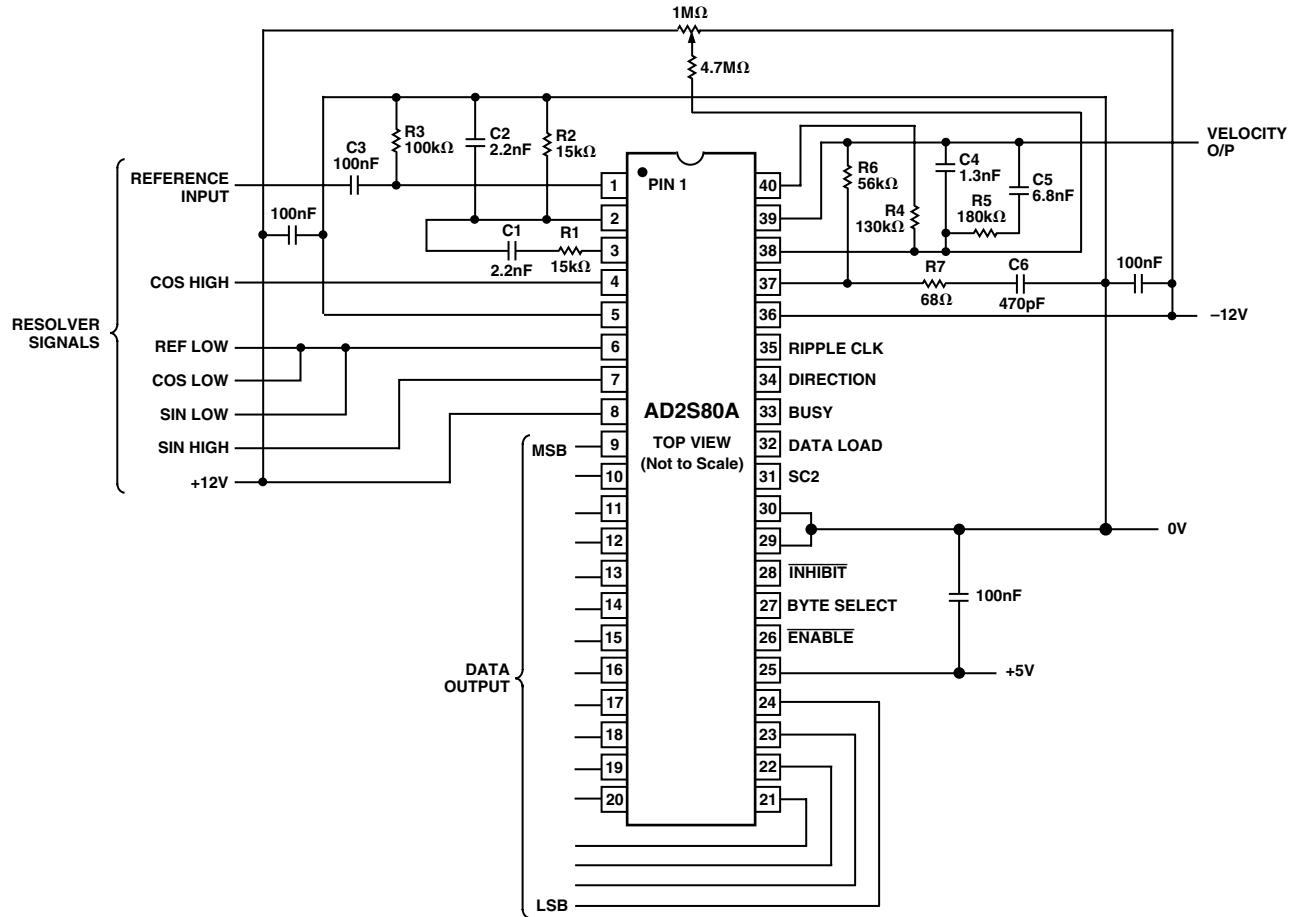 1MΩ
4.7MΩ
R3
100kΩ
C2
2.2nF
R2
15kΩ
C3
100nF
REFERENCE
INPUT
100nF
C1
2.2nF
R1
15kΩ
COS HIGH
RESOLVER
SIGNALS
REF LOW
COS LOW
SIN LOW
SIN HIGH
+12V
MSB
DATA
OUTPUT
LSB
PIN 1
AD2S80A
TOP VIEW
(Not to Scale)
1
2
3
4
5
6
7
8
9
10
11
12
13
14
15
16
17
18
19
20
40
39
38
37
36
35 RIPPLE CLK
34 DIRECTION
33 BUSY
32 DATA LOAD
31 SC2
30
29
28 INHIBIT
27 BYTE SELECT
26 ENABLE
25
24
23
22
21
VELOCITY
O/P
R6
56kΩ
R4
130kΩ
C4
1.3nF
C5
6.8nF
R5
180kΩ
R7
68Ω
C6
470pF
100nF
–12V
0V
100nF
+5V